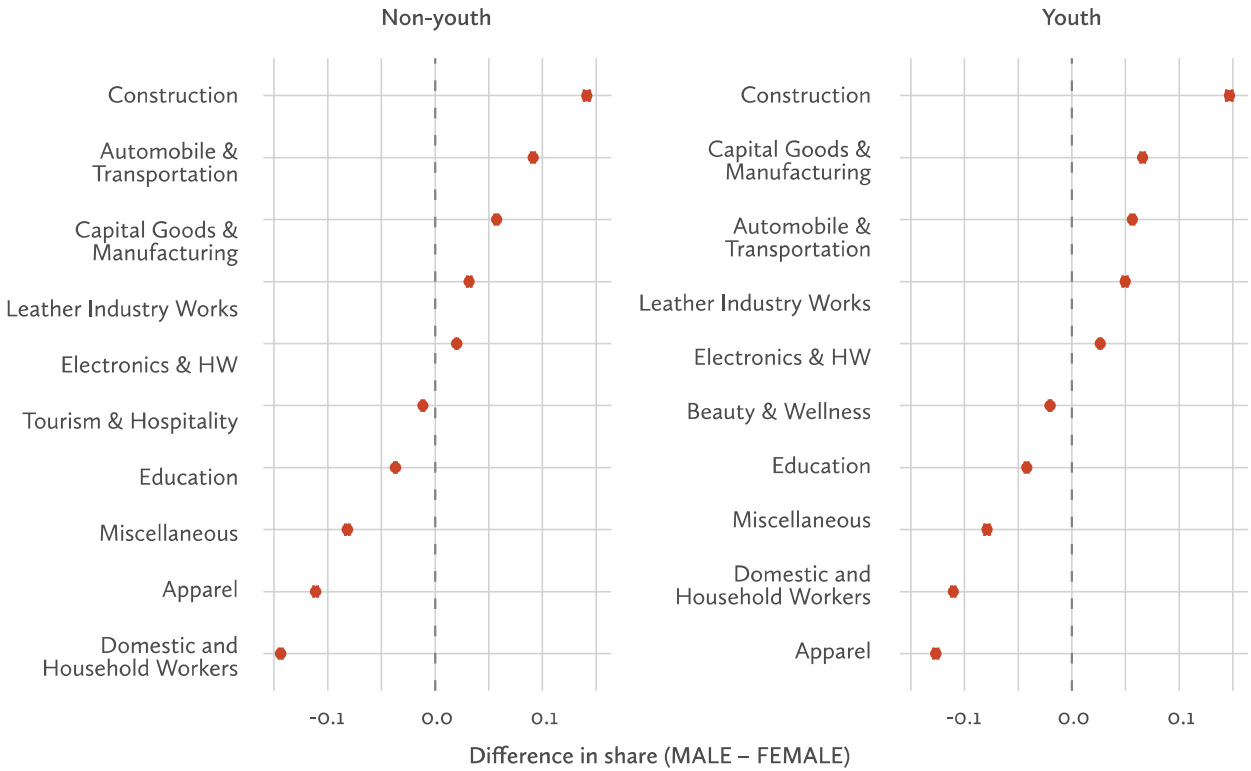 Non-youth
Construction
Automobile &
Transportation
Capital Goods &
Manufacturing
Leather Industry Works
Electronics & HW
Tourism & Hospitality
Education
Miscellaneous
Apparel
Domestic and
Household Workers
-0.1 0.0 0.1
Youth
Construction
Capital Goods &
Manufacturing
Automobile &
Transportation
Leather Industry Works
Electronics & HW
Beauty & Wellness
Education
Miscellaneous
Domestic and
Household Workers
Apparel
-0.1 0.0 0.1
Difference in share (MALE – FEMALE)